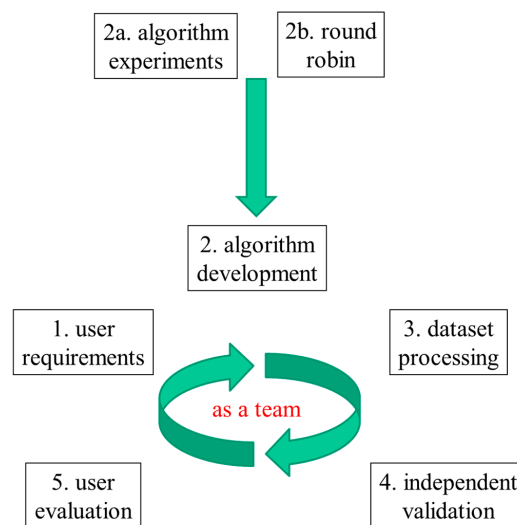 2a. algorithm
experiments
2b. round
robin
2. algorithm
development
1. user
requirements
3. dataset
processing
as a team
5. user
evaluation
4. independent
validation